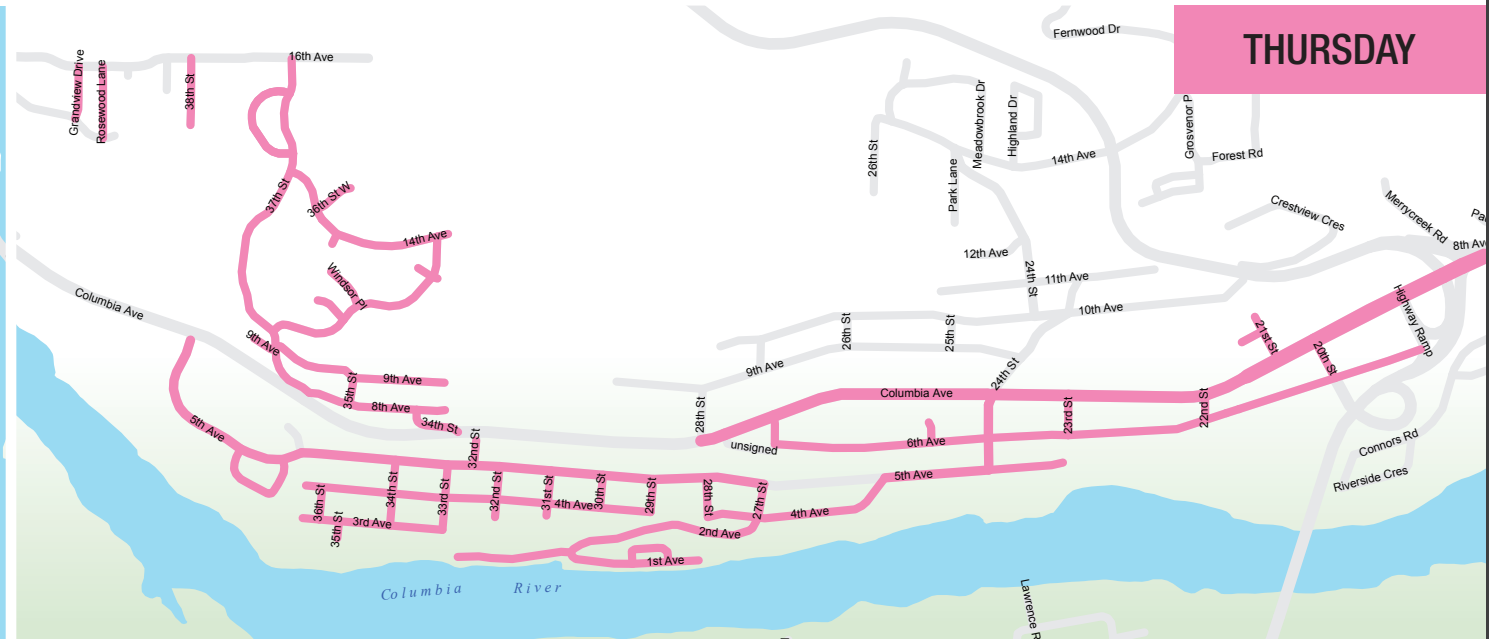 THURSDAY
Fernwood Dr
16th Ave
Grandview Drive
Rosewood Lane
38th St
Meadowbrook Dr
Highland Dr
Grosvenor P
26th St
14th Ave
Forest Rd
Park Lane
37th St
36th St W
14th Ave
Crestview Cres
Merrycreek Rd
Pa
8th Av
12th Ave
24th St
11th Ave
Windsor Pl
10th Ave
Columbia Ave
Highway Ramp
9th Ave
26th St
25th St
21st St
20th St
9th Ave
24th St
35th St
9th Ave
Columbia Ave
8th Ave
28th St
23rd St
22nd St
34th St
5th Ave
32nd St
unsigned
6th Ave
Connors Rd
5th Ave
Riverside Cres
36th St
34th St
33rd St
32nd St
31st St
4th Ave
30th St
29th St
28th St
27th St
4th Ave
35th St
3rd Ave
2nd Ave
1st Ave
Columbia River
Lawrence R